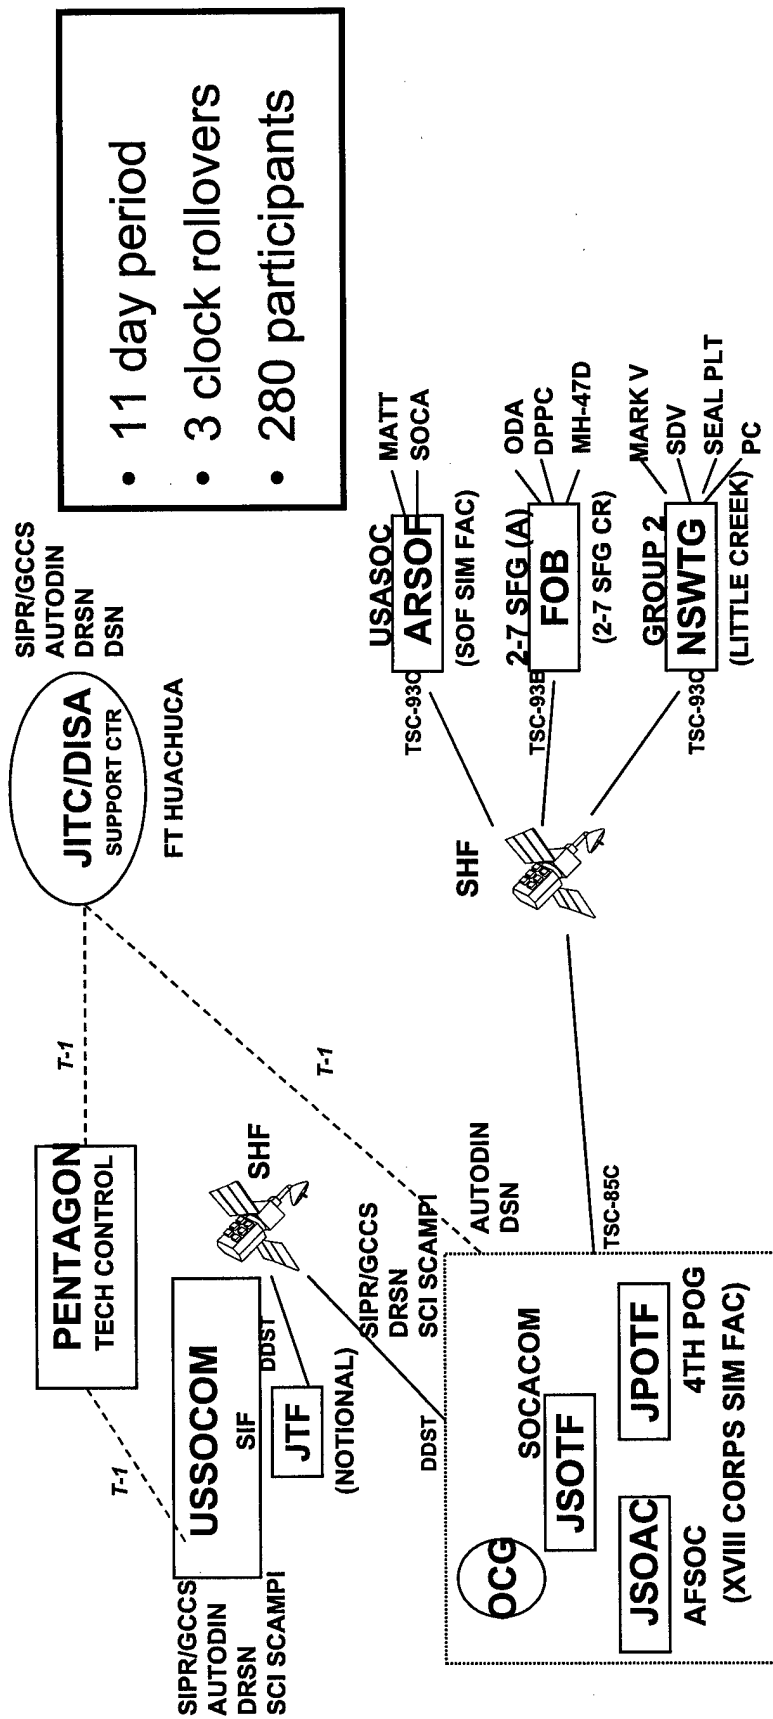 SIPR/GCCS
AUTODIN
DRSN
SCI SCAMPI
T-1
PENTAGON
TECH CONTROL
T-1
JITC/DISA
SUPPORT CTR
FT HUACHUCA
SIPR/GCCS
AUTODIN
DRSN
DSN
• 11 day period
• 3 clock rollovers
• 280 participants
USSOCOM
SIF
DDST
JTF
(NOTIONAL)
SHF
T-1
SIPR/GCCS
DRSN
SCI SCAMPI
DDST
AUTODIN
DSN
OCG
SOCACOM
JSOTF
JSOAC
AFSOC
JPOTF
4TH POG
(XVIII CORPS SIM FAC)
TSC-85C
SHF
TSC-93C
USASOC
ARSOF
(SOF SIM FAC)
MATT
SOCA
TSC-93B
2-7 SFG (A)
FOB
(2-7 SFG CR)
ODA
DPPC
MH-47D
TSC-93C
GROUP 2
NSWTG
(LITTLE CREEK)
MARK V
SDV
SEAL PLT
PC